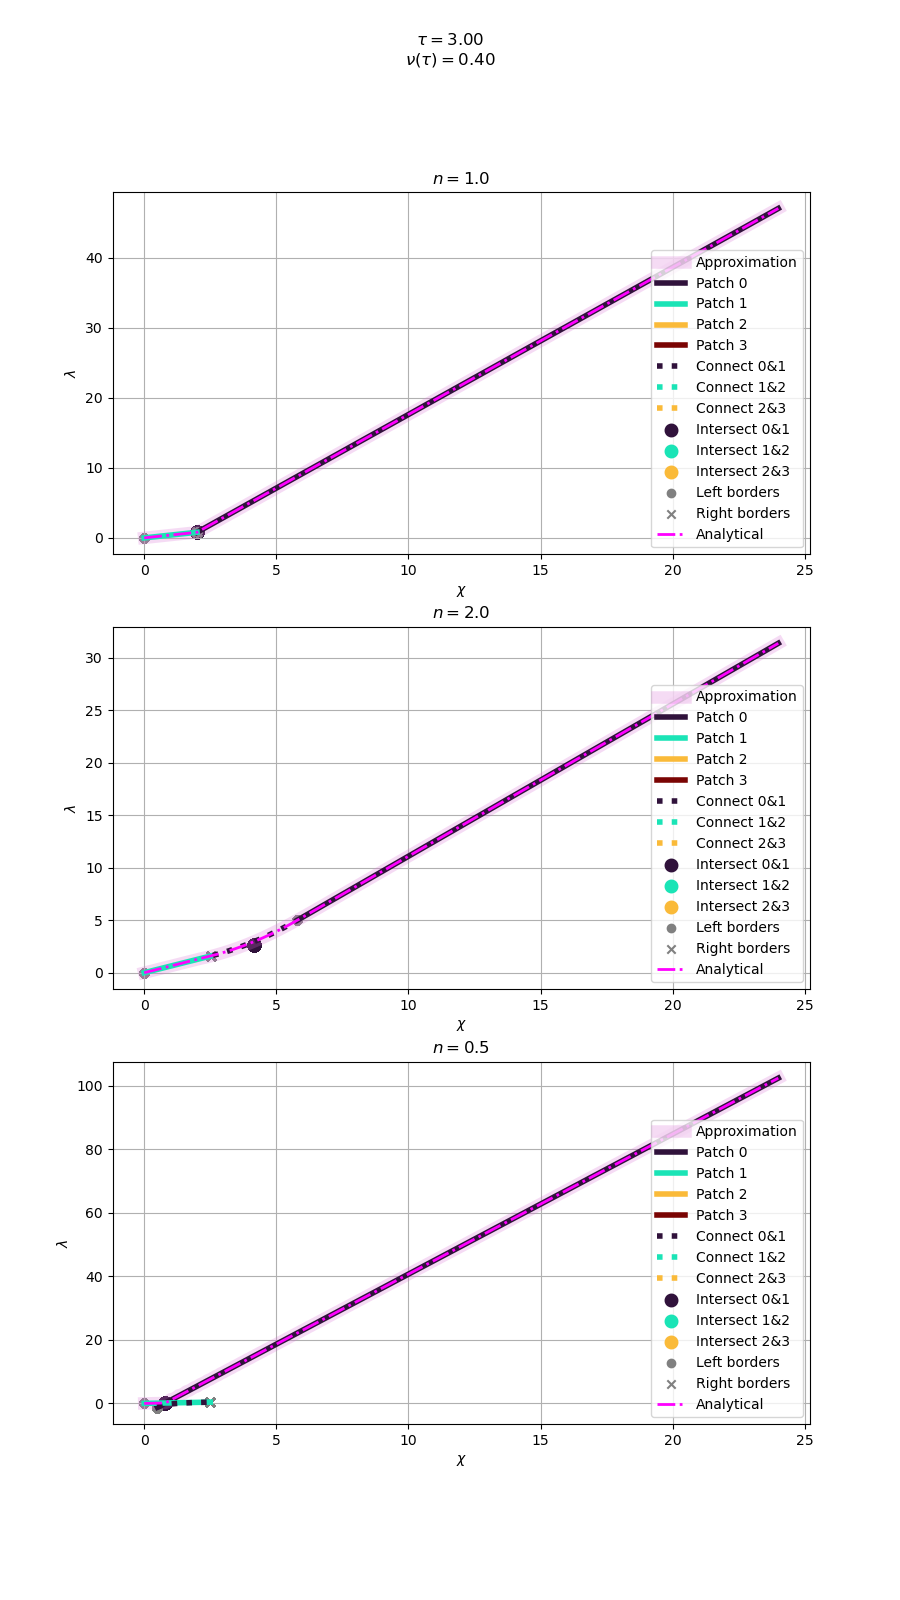 τ = 3.00
ν(τ) = 0.40
n = 1.0
40
30
20
10
0
λ
0 5 10 15 20 25
χ
Approximation
Patch 0
Patch 1
Patch 2
Patch 3
Connect 0&1
Connect 1&2
Connect 2&3
Intersect 0&1
Intersect 1&2
Intersect 2&3
Left borders
Right borders
Analytical
n = 2.0
30
25
20
15
10
5
0
λ
0 5 10 15 20 25
χ
Approximation
Patch 0
Patch 1
Patch 2
Patch 3
Connect 0&1
Connect 1&2
Connect 2&3
Intersect 0&1
Intersect 1&2
Intersect 2&3
Left borders
Right borders
Analytical
n = 0.5
100
80
60
40
20
0
λ
0 5 10 15 20 25
χ
Approximation
Patch 0
Patch 1
Patch 2
Patch 3
Connect 0&1
Connect 1&2
Connect 2&3
Intersect 0&1
Intersect 1&2
Intersect 2&3
Left borders
Right borders
Analytical